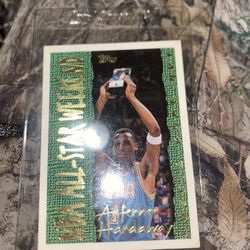 Topps
NBA ALL-STAR WEEKEND
Anfernee
Hardaway